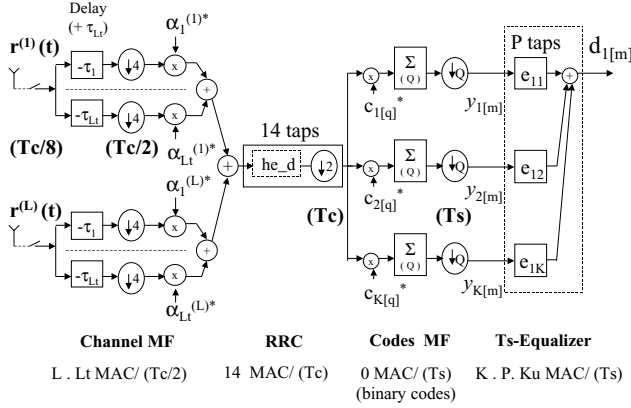 Delay
(+ τLt)
α1(1)*
r(1)(t)
-τ1
↓4
x
+
-τLt
↓4
x
(Tc/8)
(Tc/2)
αLt(1)*
α1(L)*
r(L)(t)
-τ1
↓4
x
+
-τLt
↓4
x
αLt(L)*
+
14 taps
he_d
↓2
(Tc)
x
Σ
(Q)
↓Q
c1[q]*
y1[m]
x
Σ
(Q)
↓Q
c2[q]*
y2[m]
(Ts)
x
Σ
(Q)
↓Q
cK[q]*
yK[m]
P taps
e11
+
d1[m]
e12
e1K
Channel MF
RRC
Codes MF
Ts-Equalizer
L . Lt MAC/ (Tc/2)
14 MAC/ (Tc)
0 MAC/ (Ts)
K . P. Ku MAC/ (Ts)
(binary codes)